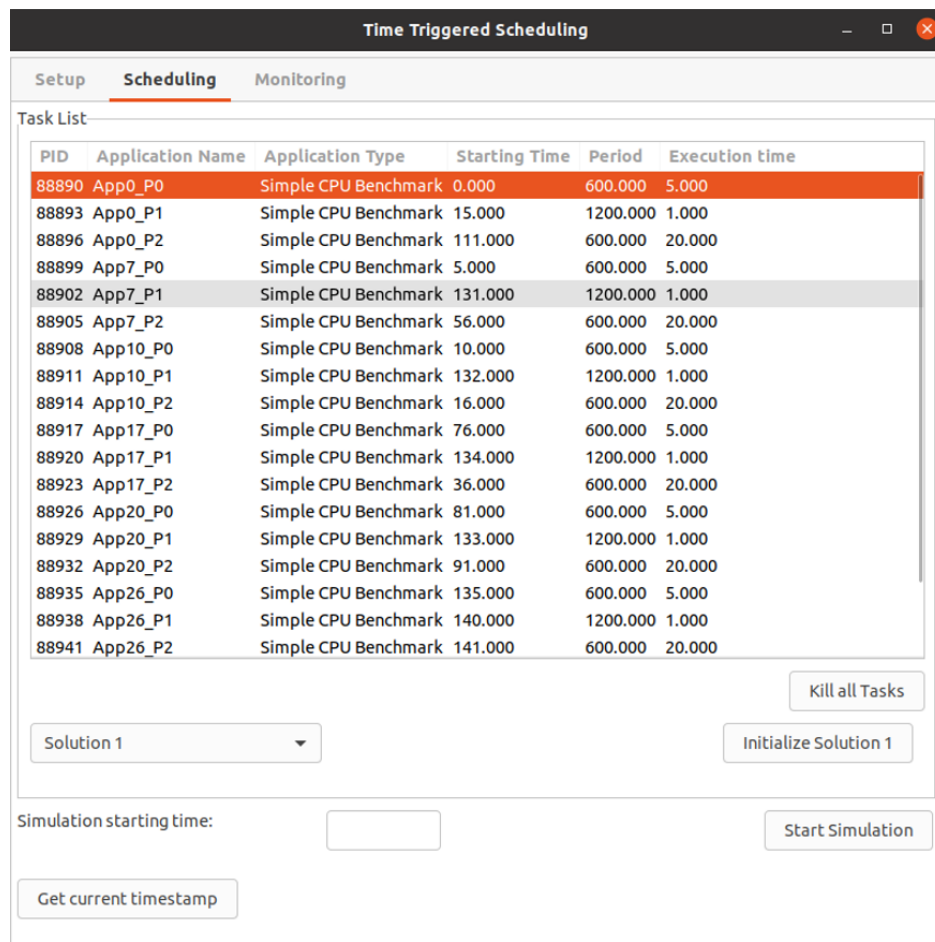 Time Triggered Scheduling
Setup Scheduling Monitoring
Task List
PID Application Name Application Type Starting Time Period Execution time
88890 App0_P0 Simple CPU Benchmark 0.000 600.000 5.000
88893 App0_P1 Simple CPU Benchmark 15.000 1200.000 1.000
88896 App0_P2 Simple CPU Benchmark 111.000 600.000 20.000
88899 App7_P0 Simple CPU Benchmark 5.000 600.000 5.000
88902 App7_P1 Simple CPU Benchmark 131.000 1200.000 1.000
88905 App7_P2 Simple CPU Benchmark 56.000 600.000 20.000
88908 App10_P0 Simple CPU Benchmark 10.000 600.000 5.000
88911 App10_P1 Simple CPU Benchmark 132.000 1200.000 1.000
88914 App10_P2 Simple CPU Benchmark 16.000 600.000 20.000
88917 App17_P0 Simple CPU Benchmark 76.000 600.000 5.000
88920 App17_P1 Simple CPU Benchmark 134.000 1200.000 1.000
88923 App17_P2 Simple CPU Benchmark 36.000 600.000 20.000
88926 App20_P0 Simple CPU Benchmark 81.000 600.000 5.000
88929 App20_P1 Simple CPU Benchmark 133.000 1200.000 1.000
88932 App20_P2 Simple CPU Benchmark 91.000 600.000 20.000
88935 App26_P0 Simple CPU Benchmark 135.000 600.000 5.000
88938 App26_P1 Simple CPU Benchmark 140.000 1200.000 1.000
88941 App26_P2 Simple CPU Benchmark 141.000 600.000 20.000
Kill all Tasks
Solution 1 Initialize Solution 1
Simulation starting time: Start Simulation
Get current timestamp